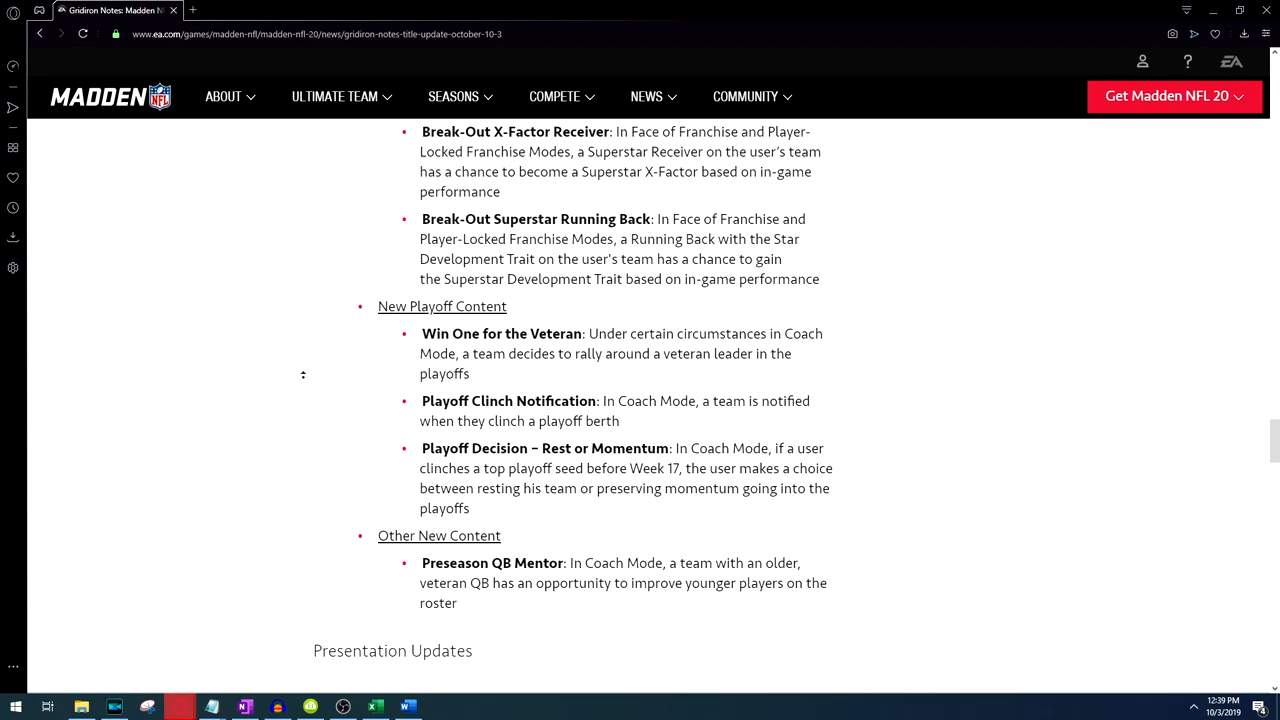 Gridiron Notes: Madden N
www.ea.com/games/madden-nfl/madden-nfl-20/news/gridiron-notes-title-update-october-10-3
EA
MADDEN NFL
ABOUT
ULTIMATE TEAM
SEASONS
COMPETE
NEWS
COMMUNITY
Get Madden NFL 20
• Break-Out X-Factor Receiver: In Face of Franchise and Player-
Locked Franchise Modes, a Superstar Receiver on the user’s team
has a chance to become a Superstar X-Factor based on in-game
performance
• Break-Out Superstar Running Back: In Face of Franchise and
Player-Locked Franchise Modes, a Running Back with the Star
Development Trait on the user's team has a chance to gain
the Superstar Development Trait based on in-game performance
• New Playoff Content
• Win One for the Veteran: Under certain circumstances in Coach
Mode, a team decides to rally around a veteran leader in the
playoffs
• Playoff Clinch Notification: In Coach Mode, a team is notified
when they clinch a playoff berth
• Playoff Decision – Rest or Momentum: In Coach Mode, if a user
clinches a top playoff seed before Week 17, the user makes a choice
between resting his team or preserving momentum going into the
playoffs
• Other New Content
• Preseason QB Mentor: In Coach Mode, a team with an older,
veteran QB has an opportunity to improve younger players on the
roster
Presentation Updates
12:39 PM
10/3/2019
4